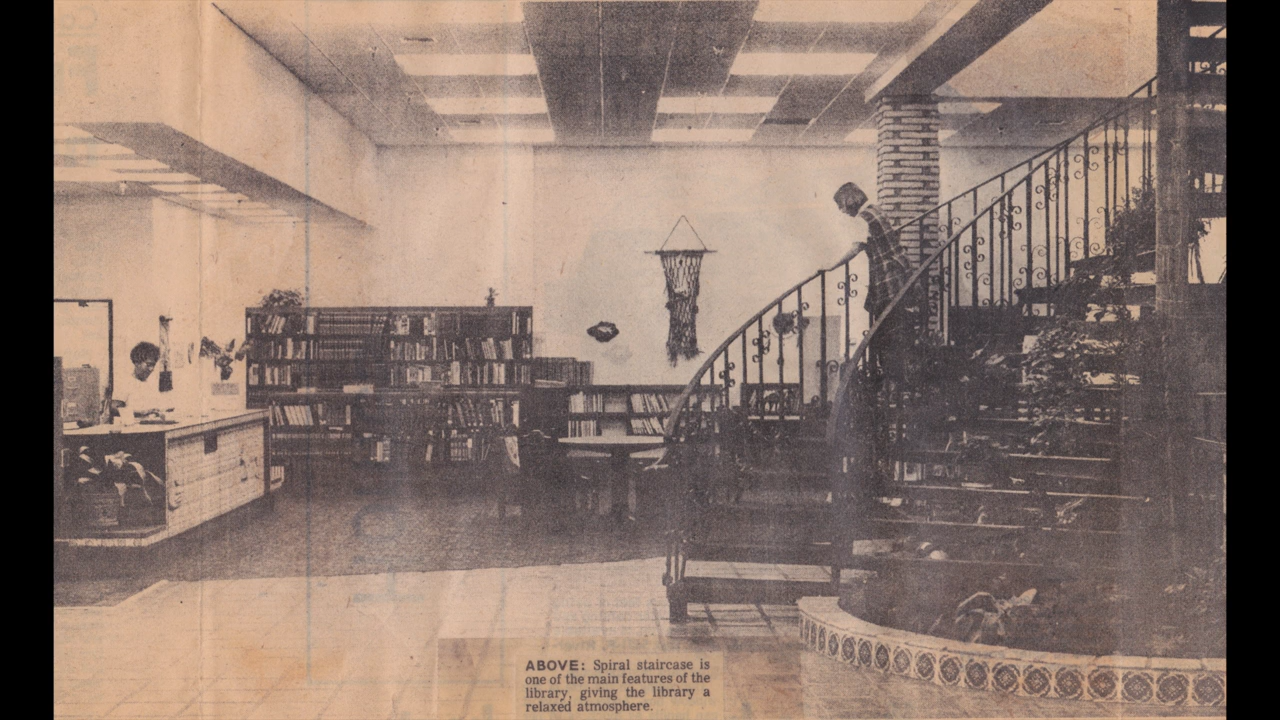 ABOVE: Spiral staircase is
one of the main features of the
library, giving the library a
relaxed atmosphere.